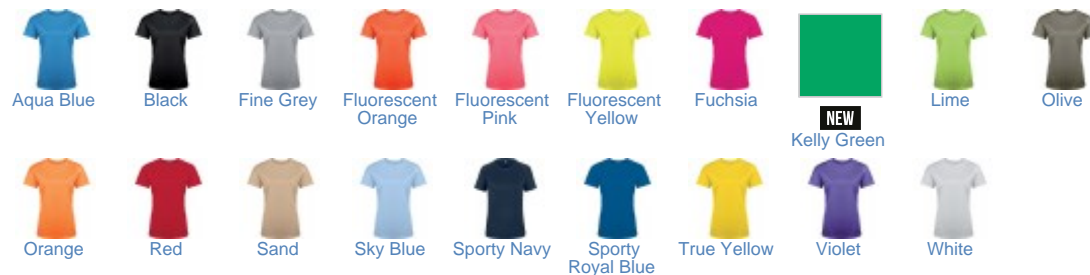 Aqua Blue
Black
Fine Grey
Fluorescent
Orange
Fluorescent
Pink
Fluorescent
Yellow
Fuchsia
NEW
Kelly Green
Lime
Olive
Orange
Red
Sand
Sky Blue
Sporty Navy
Sporty
Royal Blue
True Yellow
Violet
White